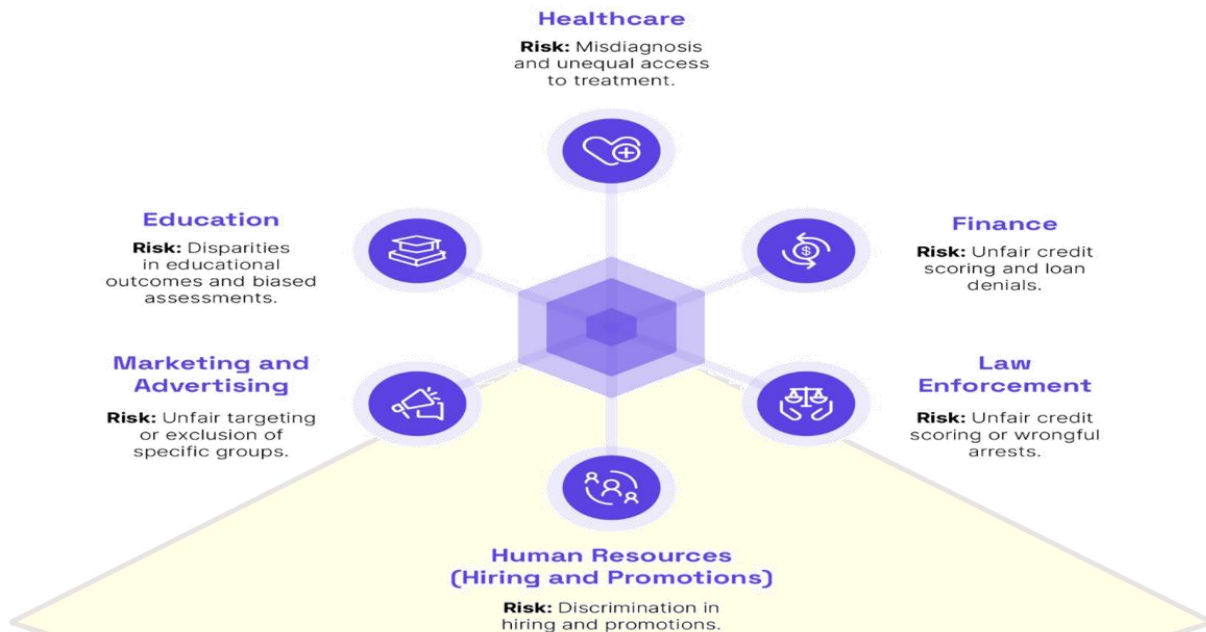 Healthcare
Risk: Misdiagnosis
and unequal access
to treatment.
Education
Risk: Disparities
in educational
outcomes and biased
assessments.
Finance
Risk: Unfair credit
scoring and loan
denials.
Marketing and
Advertising
Risk: Unfair targeting
or exclusion of
specific groups.
Law
Enforcement
Risk: Unfair credit
scoring or wrongful
arrests.
Human Resources
(Hiring and Promotions)
Risk: Discrimination in
hiring and promotions.